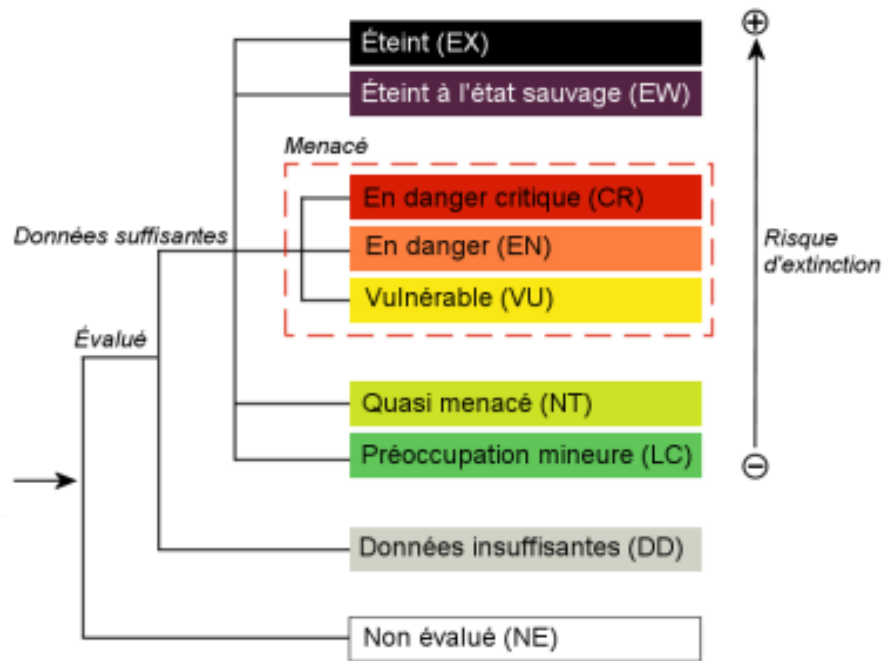 Éteint (EX)
Éteint à l'état sauvage (EW)
Menacé
En danger critique (CR)
Données suffisantes
En danger (EN)
Risque
d'extinction
Vulnérable (VU)
Évalué
Quasi menacé (NT)
Préoccupation mineure (LC)
Données insuffisantes (DD)
Non évalué (NE)